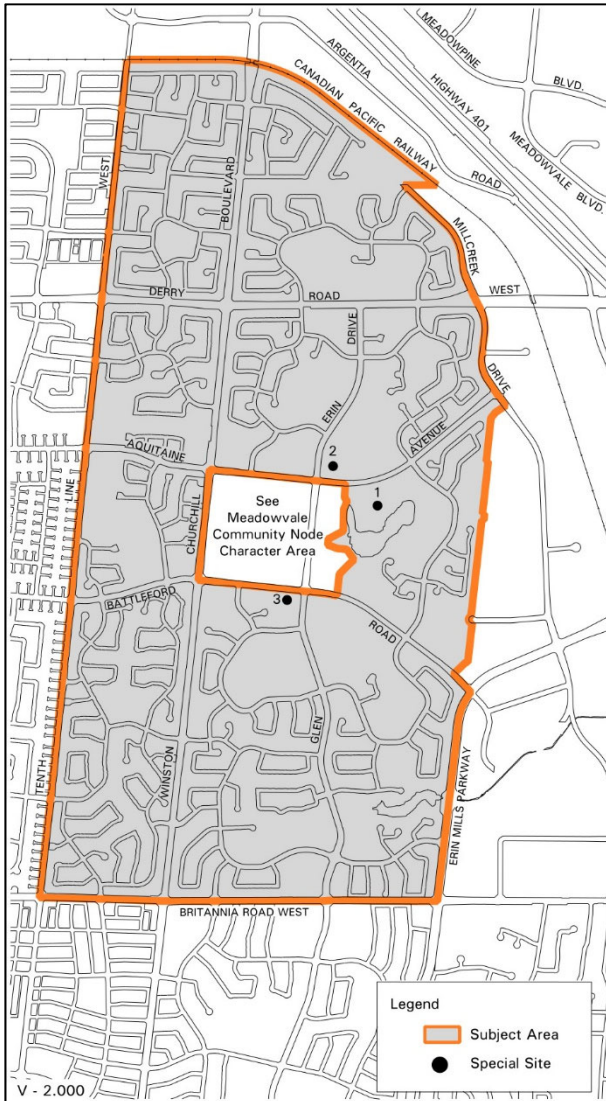 MEADOWPINE
BLVD.
ARGENTIA
HIGHWAY 401
CANADIAN PACIFIC RAILWAY
MEADOWVALE BLVD.
ROAD
WEST
BOULEVARD
MILLCREEK
DERRY
ROAD
WEST
DRIVE
DRIVE
ERIN
AVENUE
AQUITAINE
2
1
See
Meadowvale
Community Node
Character Area
LINE
CHURCHILL
BATTLEFORD
3
ROAD
GLEN
WINSTON
TENTH
ERIN MILLS PARKWAY
BRITANNIA ROAD WEST
Legend
Subject Area
Special Site
V - 2.000